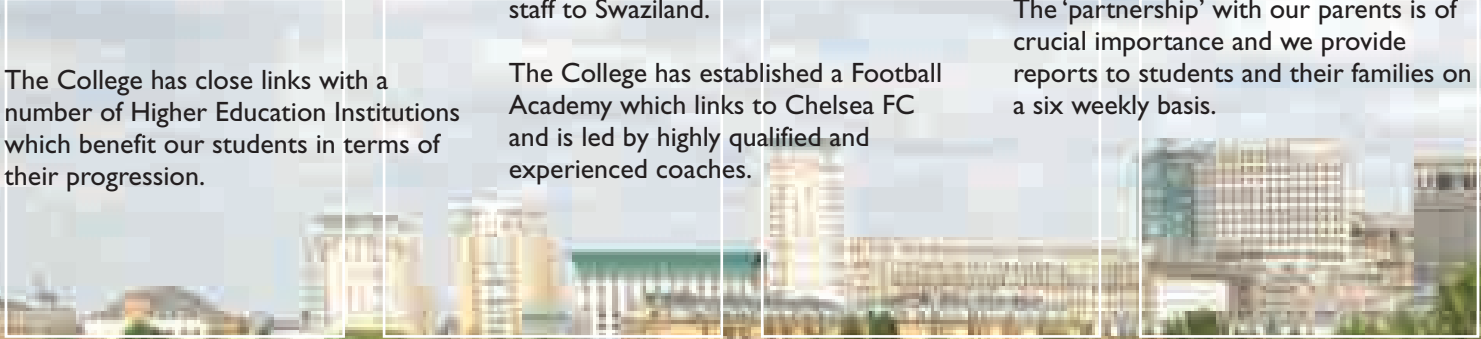 The College has close links with a
number of Higher Education Institutions
which benefit our students in terms of
their progression.
staff to Swaziland.
The College has established a Football
Academy which links to Chelsea FC
and is led by highly qualified and
experienced coaches.
The ‘partnership’ with our parents is of
crucial importance and we provide
reports to students and their families on
a six weekly basis.